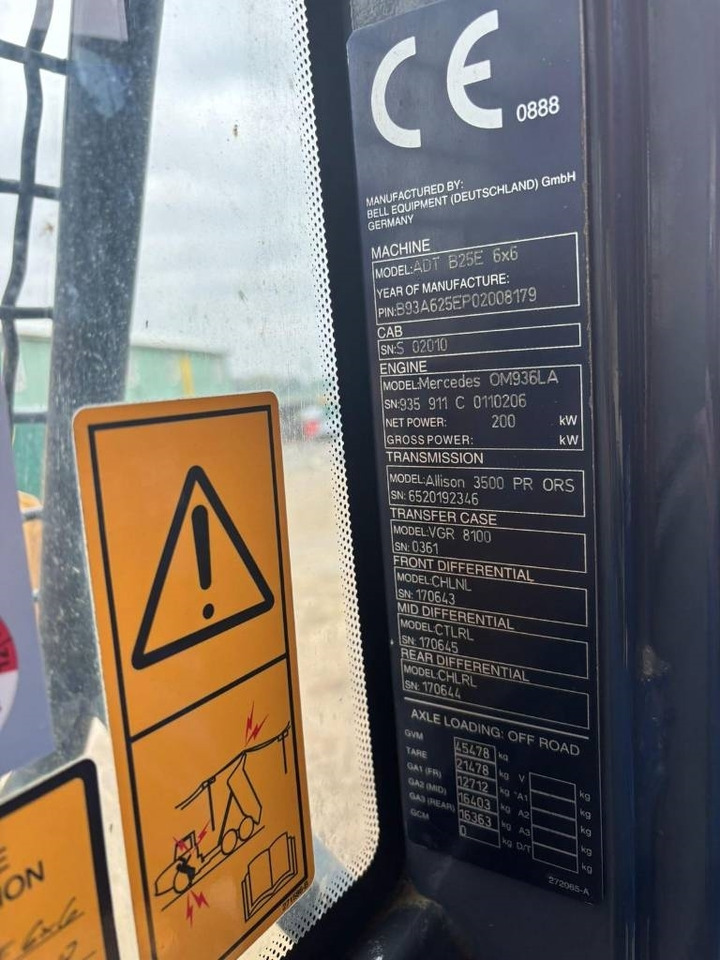 CE 0888
MANUFACTURED BY:
BELL EQUIPMENT (DEUTSCHLAND) GmbH
GERMANY
MACHINE
MODEL: ADT B25E 6x6
YEAR OF MANUFACTURE:
PIN: B93A625EP02008179
CAB
SN: S 02010
ENGINE
MODEL: Mercedes OM936LA
SN: 935 911 C 0110206
NET POWER: 200 kW
GROSS POWER: kW
TRANSMISSION
MODEL: Allison 3500 PR ORS
SN: 6520192346
TRANSFER CASE
MODEL: VGR 8100
SN: 0361
FRONT DIFFERENTIAL
MODEL: CHLNL
SN: 170643
MID DIFFERENTIAL
MODEL: CTLRL
SN: 170645
REAR DIFFERENTIAL
MODEL: CHLRL
SN: 170644
AXLE LOADING: OFF ROAD
GVM 45478 kg
TARE 21478 kg V kg
GA1 (FR) 12712 kg *A1 kg
GA2 (MID) 16403 kg A2 kg
GA3 (REAR) 16363 kg A3 kg
GCM 0 kg D/T kg
272065-A
!
E
ION
6x6